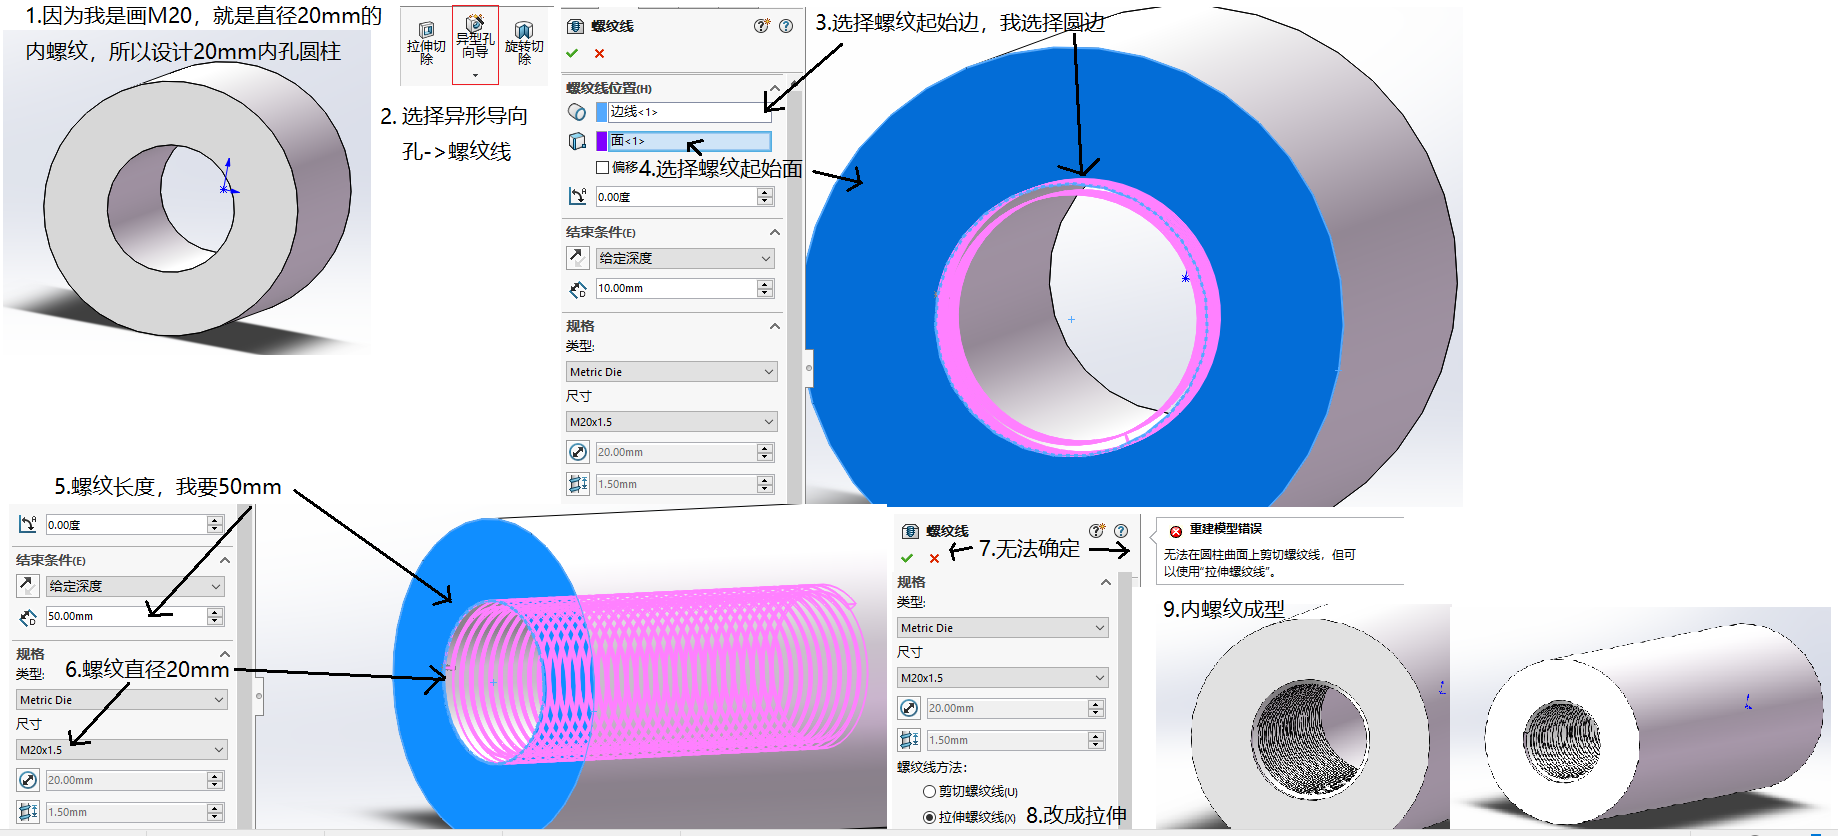 1.因为我是画M20，就是直径20mm的
内螺纹，所以设计20mm内孔圆柱
拉伸切
除
异型孔
向导
旋转切
除
2. 选择异形导向
孔->螺纹线
螺纹线
螺纹线位置(H)
边线<1>
面<1>
偏移
0.00度
结束条件(E)
给定深度
10.00mm
规格
类型:
Metric Die
尺寸
M20x1.5
20.00mm
1.50mm
3.选择螺纹起始边，我选择圆边
4.选择螺纹起始面
5.螺纹长度，我要50mm
0.00度
结束条件(E)
给定深度
50.00mm
规格
类型:
6.螺纹直径20mm
Metric Die
尺寸
M20x1.5
20.00mm
1.50mm
螺纹线
7.无法确定
规格
类型:
Metric Die
尺寸
M20x1.5
20.00mm
1.50mm
螺纹线方法:
剪切螺纹线(U)
拉伸螺纹线(X)
8.改成拉伸
重建模型错误
无法在圆柱曲面上剪切螺纹线，但可
以使用“拉伸螺纹线”。
9.内螺纹成型